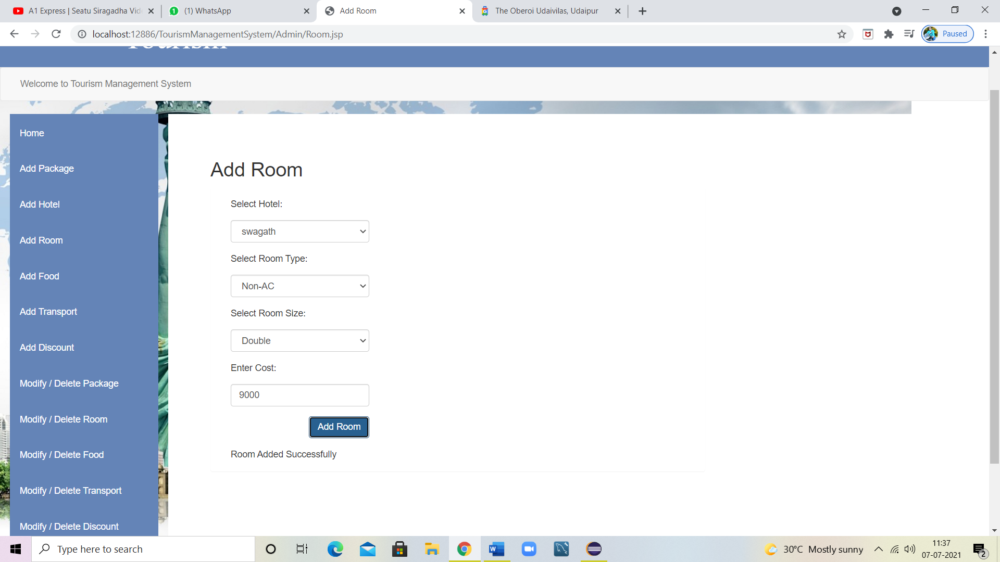 A1 Express | Seatu Siragadha Vid
(1) WhatsApp
Add Room
The Oberoi Udaivilas, Udaipur
localhost:12886/TourismManagementSystem/Admin/Room.jsp
Paused
Tourism
Welcome to Tourism Management System
Home
Add Package
Add Hotel
Add Room
Add Food
Add Transport
Add Discount
Modify / Delete Package
Modify / Delete Room
Modify / Delete Food
Modify / Delete Transport
Modify / Delete Discount
Add Room
Select Hotel:
swagath
Select Room Type:
Non-AC
Select Room Size:
Double
Enter Cost:
9000
Add Room
Room Added Successfully
Type here to search
30°C Mostly sunny
11:37
07-07-2021
2